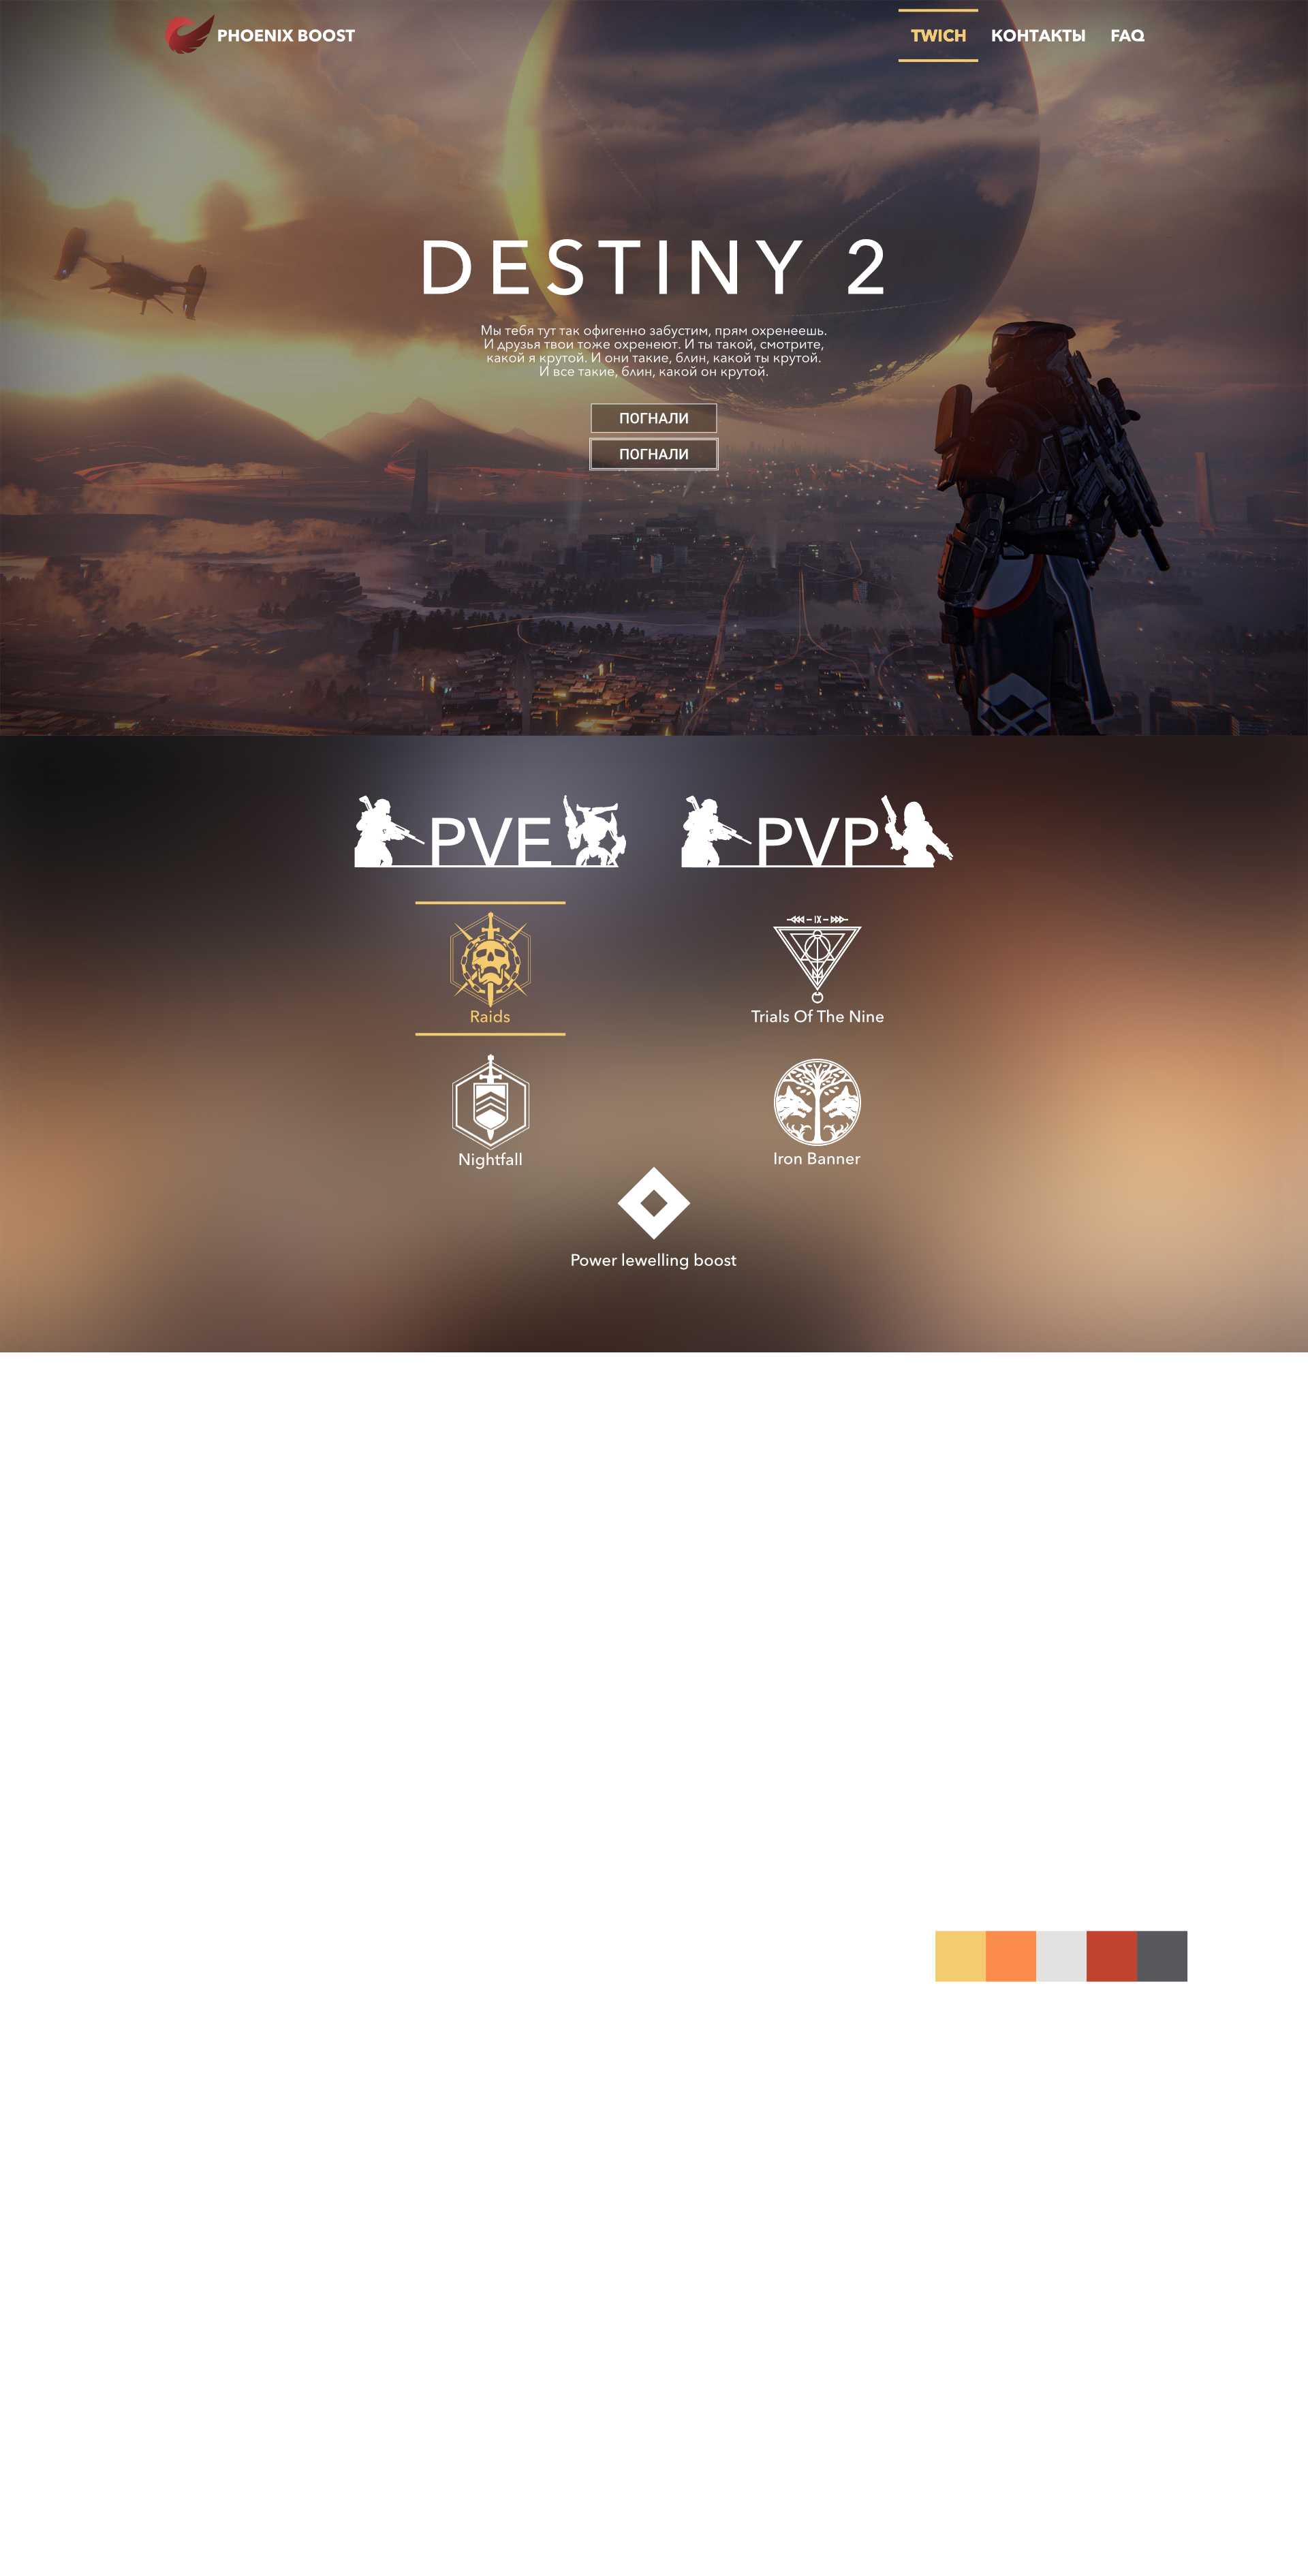 PHOENIX BOOST
TWICH КОНТАКТЫ FAQ
DESTINY 2
Мы тебя тут так офигенно забустим, прям охренеешь.
И друзья твои тоже охренеют. И ты такой, смотрите,
какой я крутой. И они такие, блин, какой ты крутой.
И все такие, блин, какой он крутой.
ПОГНАЛИ
ПОГНАЛИ
PVE PVP
IX
Raids
Trials Of The Nine
Nightfall
Iron Banner
Power lewelling boost